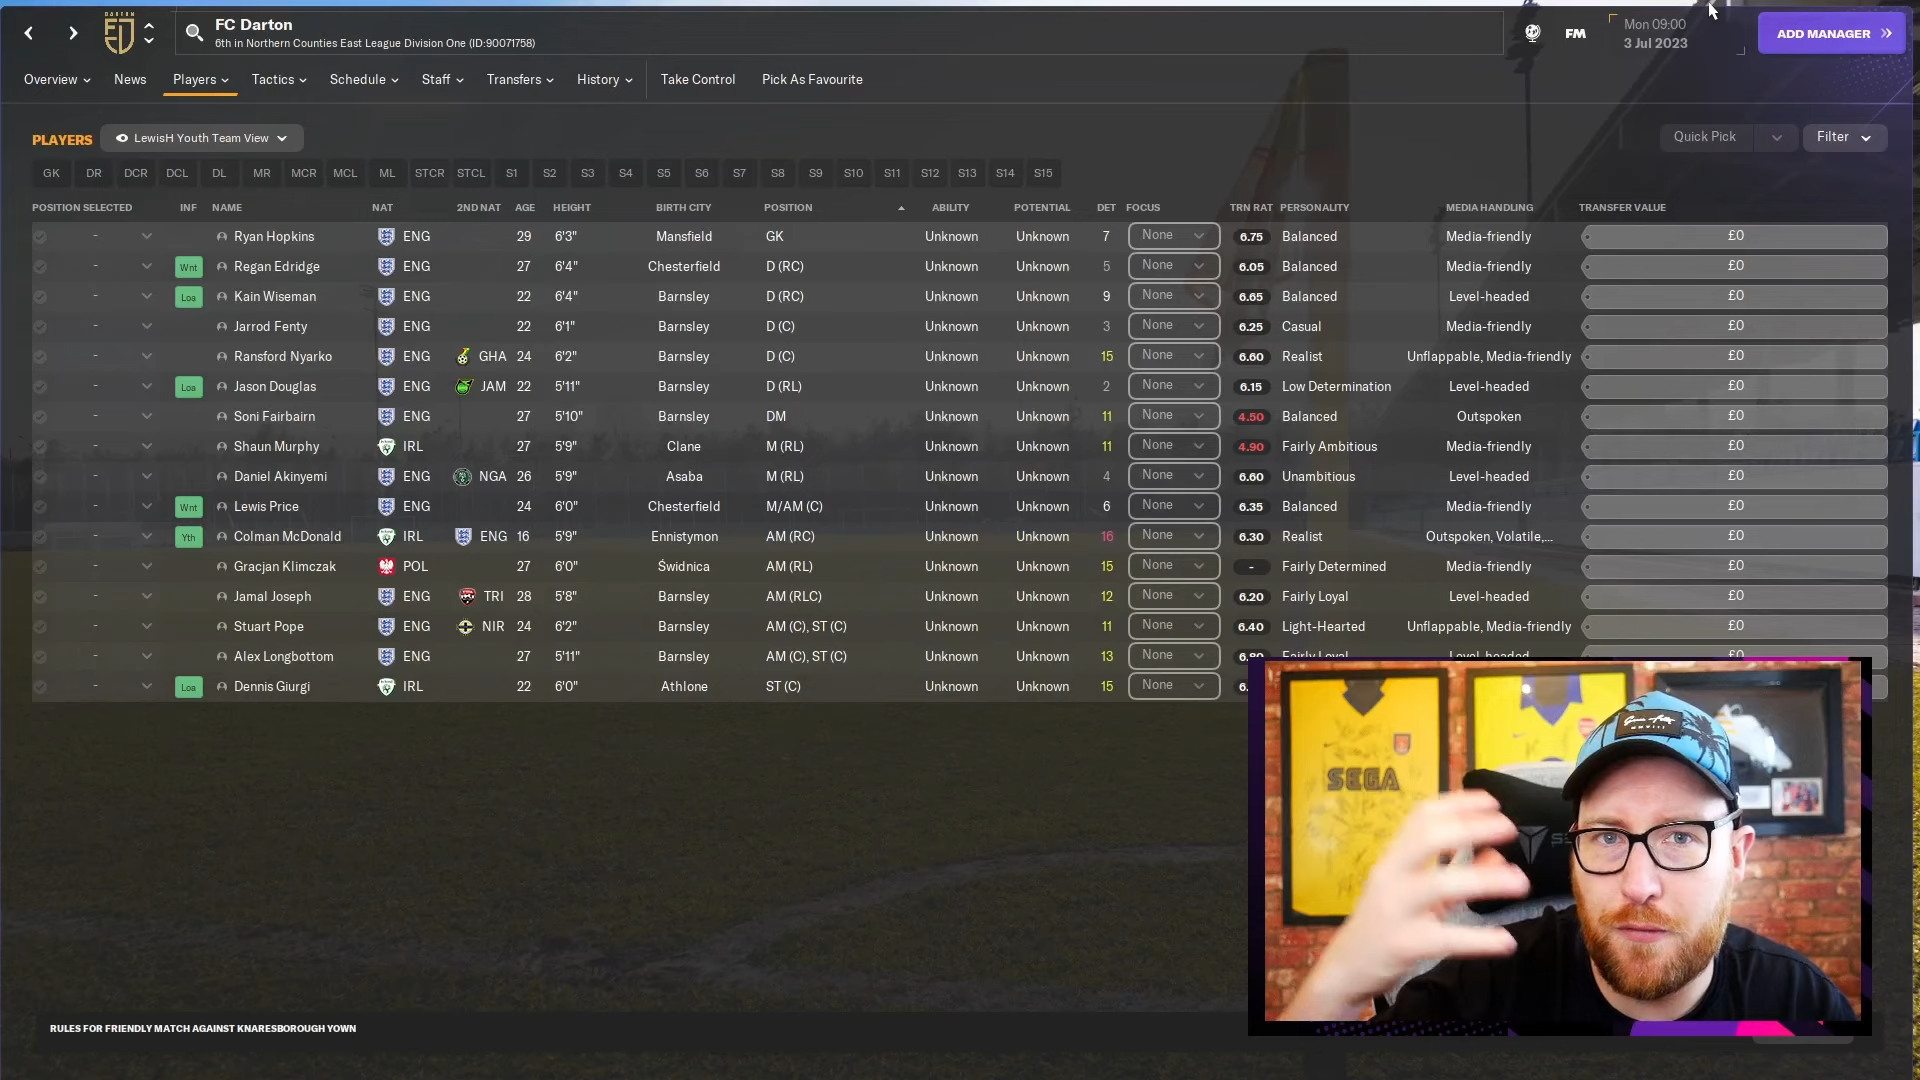 FC Darton
6th in Northern Counties East League Division One (ID:90071758)
FM
Mon 09:00
3 Jul 2023
ADD MANAGER
Overview News Players Tactics Schedule Staff Transfers History Take Control Pick As Favourite
PLAYERS LewisH Youth Team View Quick Pick Filter
GK DR DCR DCL DL MR MCR MCL ML STCR STCL S1 S2 S3 S4 S5 S6 S7 S8 S9 S10 S11 S12 S13 S14 S15
POSITION SELECTED INF NAME NAT 2ND NAT AGE HEIGHT BIRTH CITY POSITION ABILITY POTENTIAL DET FOCUS TRN RAT PERSONALITY MEDIA HANDLING TRANSFER VALUE
- Ryan Hopkins ENG 29 6'3" Mansfield GK Unknown Unknown 7 None 6.75 Balanced Media-friendly £0
- Wnt Regan Edridge ENG 27 6'4" Chesterfield D (RC) Unknown Unknown 5 None 6.05 Balanced Media-friendly £0
- Loa Kain Wiseman ENG 22 6'4" Barnsley D (RC) Unknown Unknown 9 None 6.65 Balanced Level-headed £0
- Jarrod Fenty ENG 22 6'1" Barnsley D (C) Unknown Unknown 3 None 6.25 Casual Media-friendly £0
- Ransford Nyarko ENG GHA 24 6'2" Barnsley D (C) Unknown Unknown 15 None 6.60 Realist Unflappable, Media-friendly £0
- Loa Jason Douglas ENG JAM 22 5'11" Barnsley D (RL) Unknown Unknown 2 None 6.15 Low Determination Level-headed £0
- Soni Fairbairn ENG 27 5'10" Barnsley DM Unknown Unknown 11 None 4.50 Balanced Outspoken £0
- Shaun Murphy IRL 27 5'9" Clane M (RL) Unknown Unknown 11 None 4.90 Fairly Ambitious Media-friendly £0
- Daniel Akinyemi ENG NGA 26 5'9" Asaba M (RL) Unknown Unknown 4 None 6.60 Unambitious Level-headed £0
- Wnt Lewis Price ENG 24 6'0" Chesterfield M/AM (C) Unknown Unknown 6 None 6.35 Balanced Media-friendly £0
- Yth Colman McDonald IRL ENG 16 5'9" Ennistymon AM (RC) Unknown Unknown 16 None 6.30 Realist Outspoken, Volatile,... £0
- Gracjan Klimczak POL 27 6'0" Świdnica AM (RL) Unknown Unknown 15 None - Fairly Determined Media-friendly £0
- Jamal Joseph ENG TRI 28 5'8" Barnsley AM (RLC) Unknown Unknown 12 None 6.20 Fairly Loyal Level-headed £0
- Stuart Pope ENG NIR 24 6'2" Barnsley AM (C), ST (C) Unknown Unknown 11 None 6.40 Light-Hearted Unflappable, Media-friendly £0
- Alex Longbottom ENG 27 5'11" Barnsley AM (C), ST (C) Unknown Unknown 13 None 6.80 Fairly Loyal Level-headed £0
- Loa Dennis Giurgi IRL 22 6'0" Athlone ST (C) Unknown Unknown 15 None 6.
SEGA
RULES FOR FRIENDLY MATCH AGAINST KNARESBOROUGH YOWN